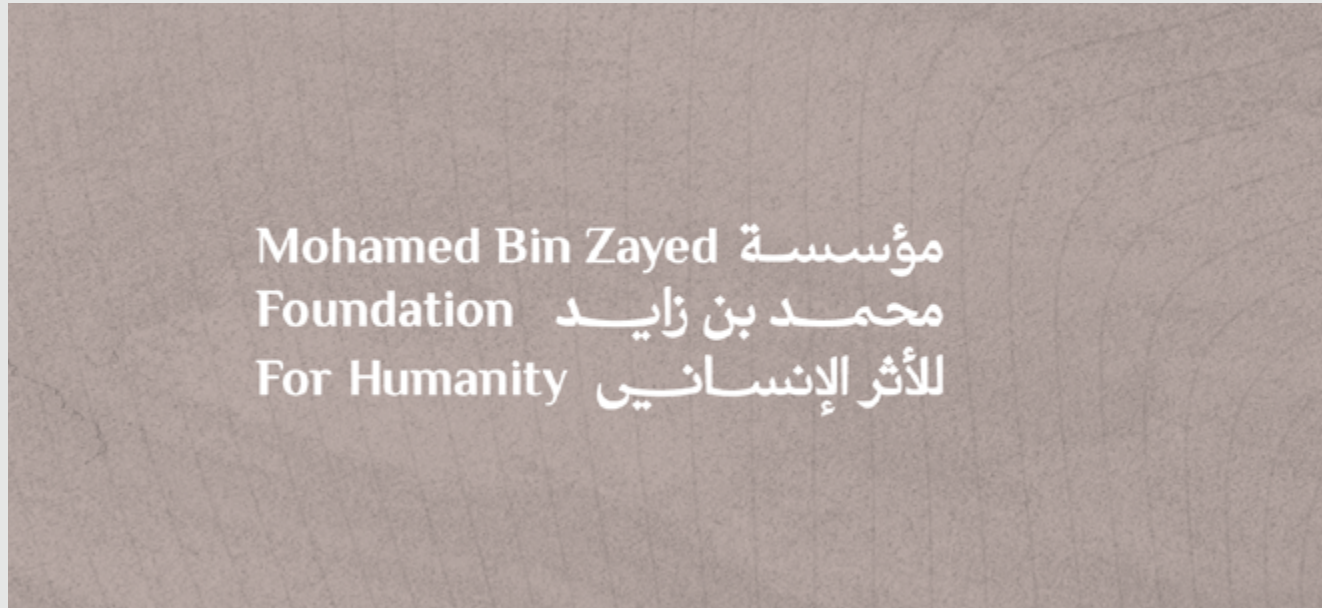 Mohamed Bin Zayed مؤسسة
Foundation محمد بن زايد
For Humanity للأثر الإنساني